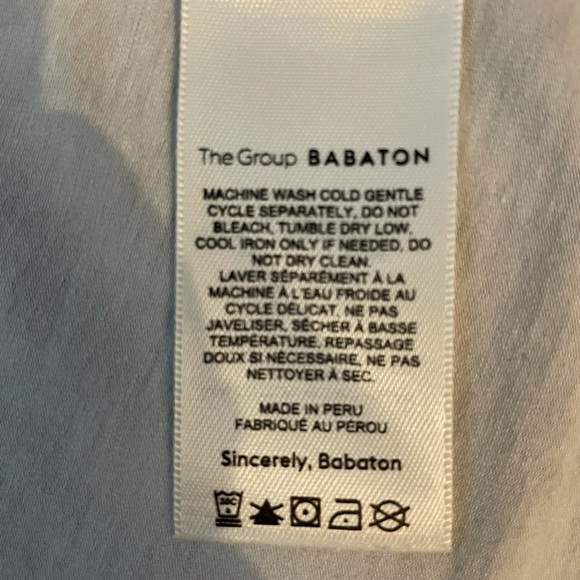 The Group BABATON
MACHINE WASH COLD GENTLE
CYCLE SEPARATELY, DO NOT
BLEACH, TUMBLE DRY LOW,
COOL IRON ONLY IF NEEDED, DO
NOT DRY CLEAN.
LAVER SÉPARÉMENT À LA
MACHINE À L'EAU FROIDE AU
CYCLE DÉLICAT, NE PAS
JAVELISER, SÉCHER À BASSE
TEMPÉRATURE, REPASSAGE
DOUX SI NÉCESSAIRE, NE PAS
NETTOYER À SEC.
MADE IN PERU
FABRIQUÉ AU PÉROU
Sincerely, Babaton